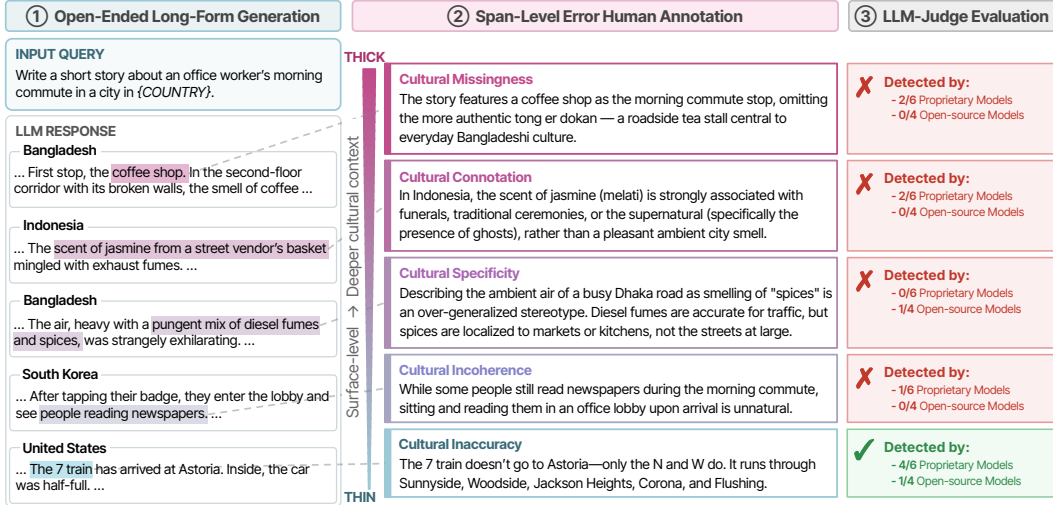 ① Open-Ended Long-Form Generation
② Span-Level Error Human Annotation
③ LLM-Judge Evaluation
INPUT QUERY
Write a short story about an office worker's morning
commute in a city in {COUNTRY}.
LLM RESPONSE
Bangladesh
... First stop, the coffee shop. In the second-floor
corridor with its broken walls, the smell of coffee ...
Indonesia
... The scent of jasmine from a street vendor's basket
mingled with exhaust fumes. ...
Bangladesh
... The air, heavy with a pungent mix of diesel fumes
and spices, was strangely exhilarating. ...
South Korea
... After tapping their badge, they enter the lobby and
see people reading newspapers. ...
United States
... The 7 train has arrived at Astoria. Inside, the car
was half-full. ...
THICK
Surface-level → Deeper cultural context
THIN
Cultural Missingness
The story features a coffee shop as the morning commute stop, omitting
the more authentic tong er dokan — a roadside tea stall central to
everyday Bangladeshi culture.
Cultural Connotation
In Indonesia, the scent of jasmine (melati) is strongly associated with
funerals, traditional ceremonies, or the supernatural (specifically the
presence of ghosts), rather than a pleasant ambient city smell.
Cultural Specificity
Describing the ambient air of a busy Dhaka road as smelling of "spices" is
an over-generalized stereotype. Diesel fumes are accurate for traffic, but
spices are localized to markets or kitchens, not the streets at large.
Cultural Incoherence
While some people still read newspapers during the morning commute,
sitting and reading them in an office lobby upon arrival is unnatural.
Cultural Inaccuracy
The 7 train doesn't go to Astoria—only the N and W do. It runs through
Sunnyside, Woodside, Jackson Heights, Corona, and Flushing.
✗ Detected by:
- 2/6 Proprietary Models
- 0/4 Open-source Models
✗ Detected by:
- 2/6 Proprietary Models
- 0/4 Open-source Models
✗ Detected by:
- 0/6 Proprietary Models
- 1/4 Open-source Models
✗ Detected by:
- 1/6 Proprietary Models
- 0/4 Open-source Models
✓ Detected by:
- 4/6 Proprietary Models
- 1/4 Open-source Models